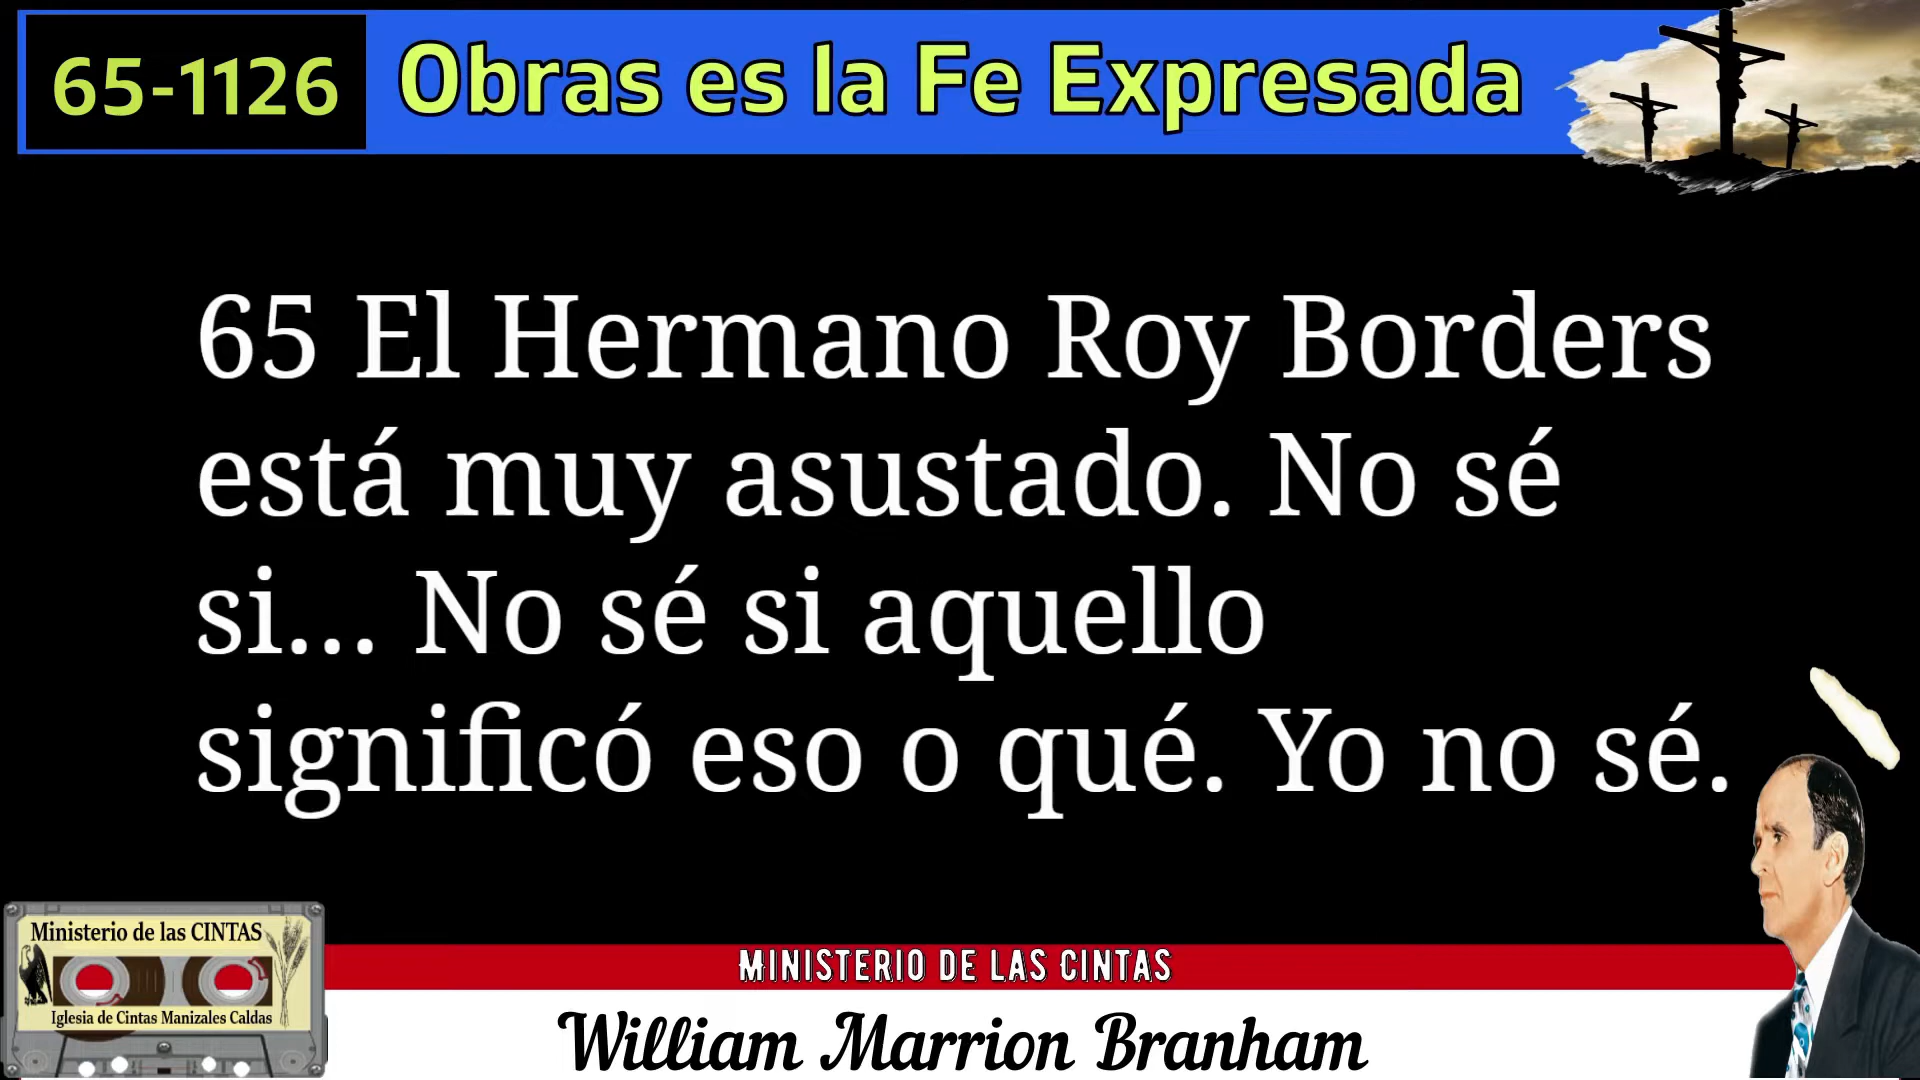 65-1126
Obras es la Fe Expresada
65 El Hermano Roy Borders
está muy asustado. No sé
si... No sé si aquello
significó eso o qué. Yo no sé.
Ministerio de las CINTAS
Iglesia de Cintas Manizales Caldas
MINISTERIO DE LAS CINTAS
William Marrion Branham